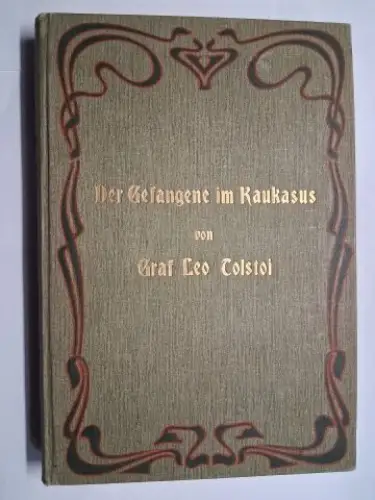 Der Gefangene im Kaukasus
von
Graf Leo Tolstoi